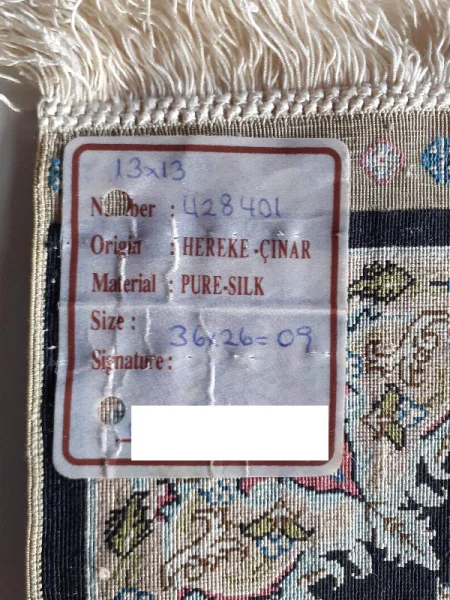 13x13
Number : 428401
Origin : HEREKE-ÇINAR
Material : PURE-SILK
Size : 36x26=09
Signature :